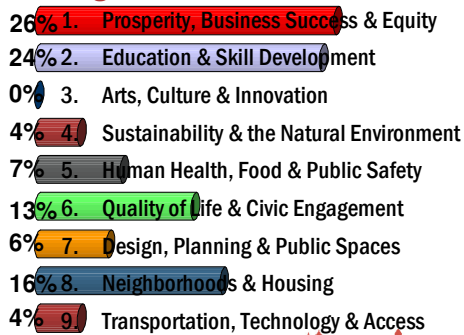 26% 1. Prosperity, Business Success & Equity
24% 2. Education & Skill Development
0% 3. Arts, Culture & Innovation
4% 4. Sustainability & the Natural Environment
7% 5. Human Health, Food & Public Safety
13% 6. Quality of Life & Civic Engagement
6% 7. Design, Planning & Public Spaces
16% 8. Neighborhoods & Housing
4% 9. Transportation, Technology & Access